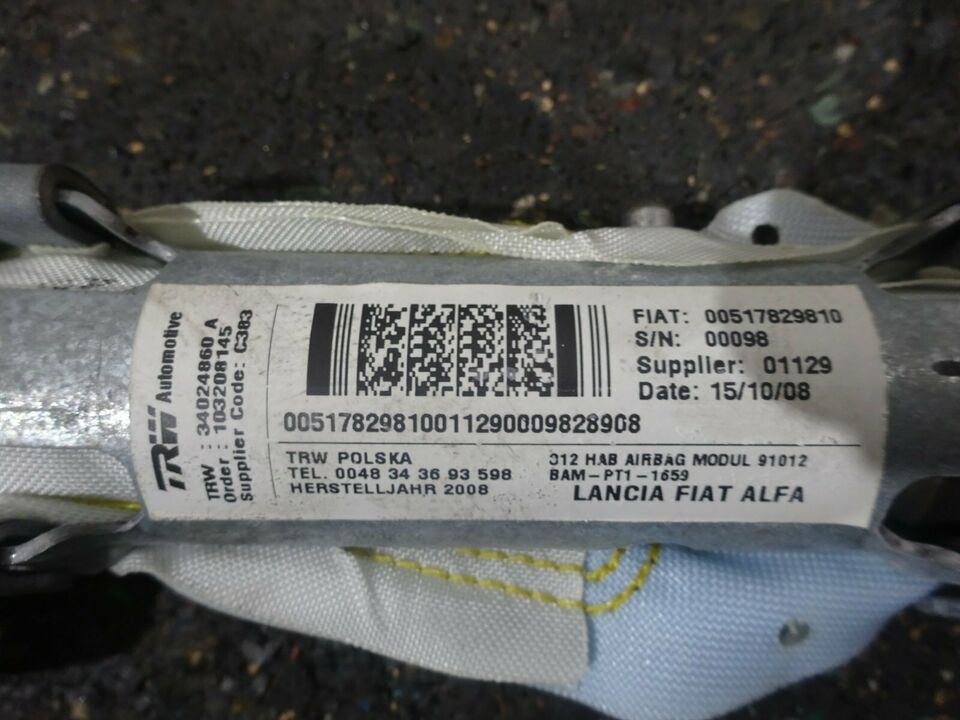 TRW Automotive
TRW : 34024860 A
Order : 103208145
Supplier Code: C383
FIAT: 00517829810
S/N: 00098
Supplier: 01129
Date: 15/10/08
00517829810011290009828908
TRW POLSKA
TEL. 0048 34 36 93 598
HERSTELLJAHR 2008
312 HAB AIRBAG MODUL 91012
BAM-PT1-1659
LANCIA FIAT ALFA